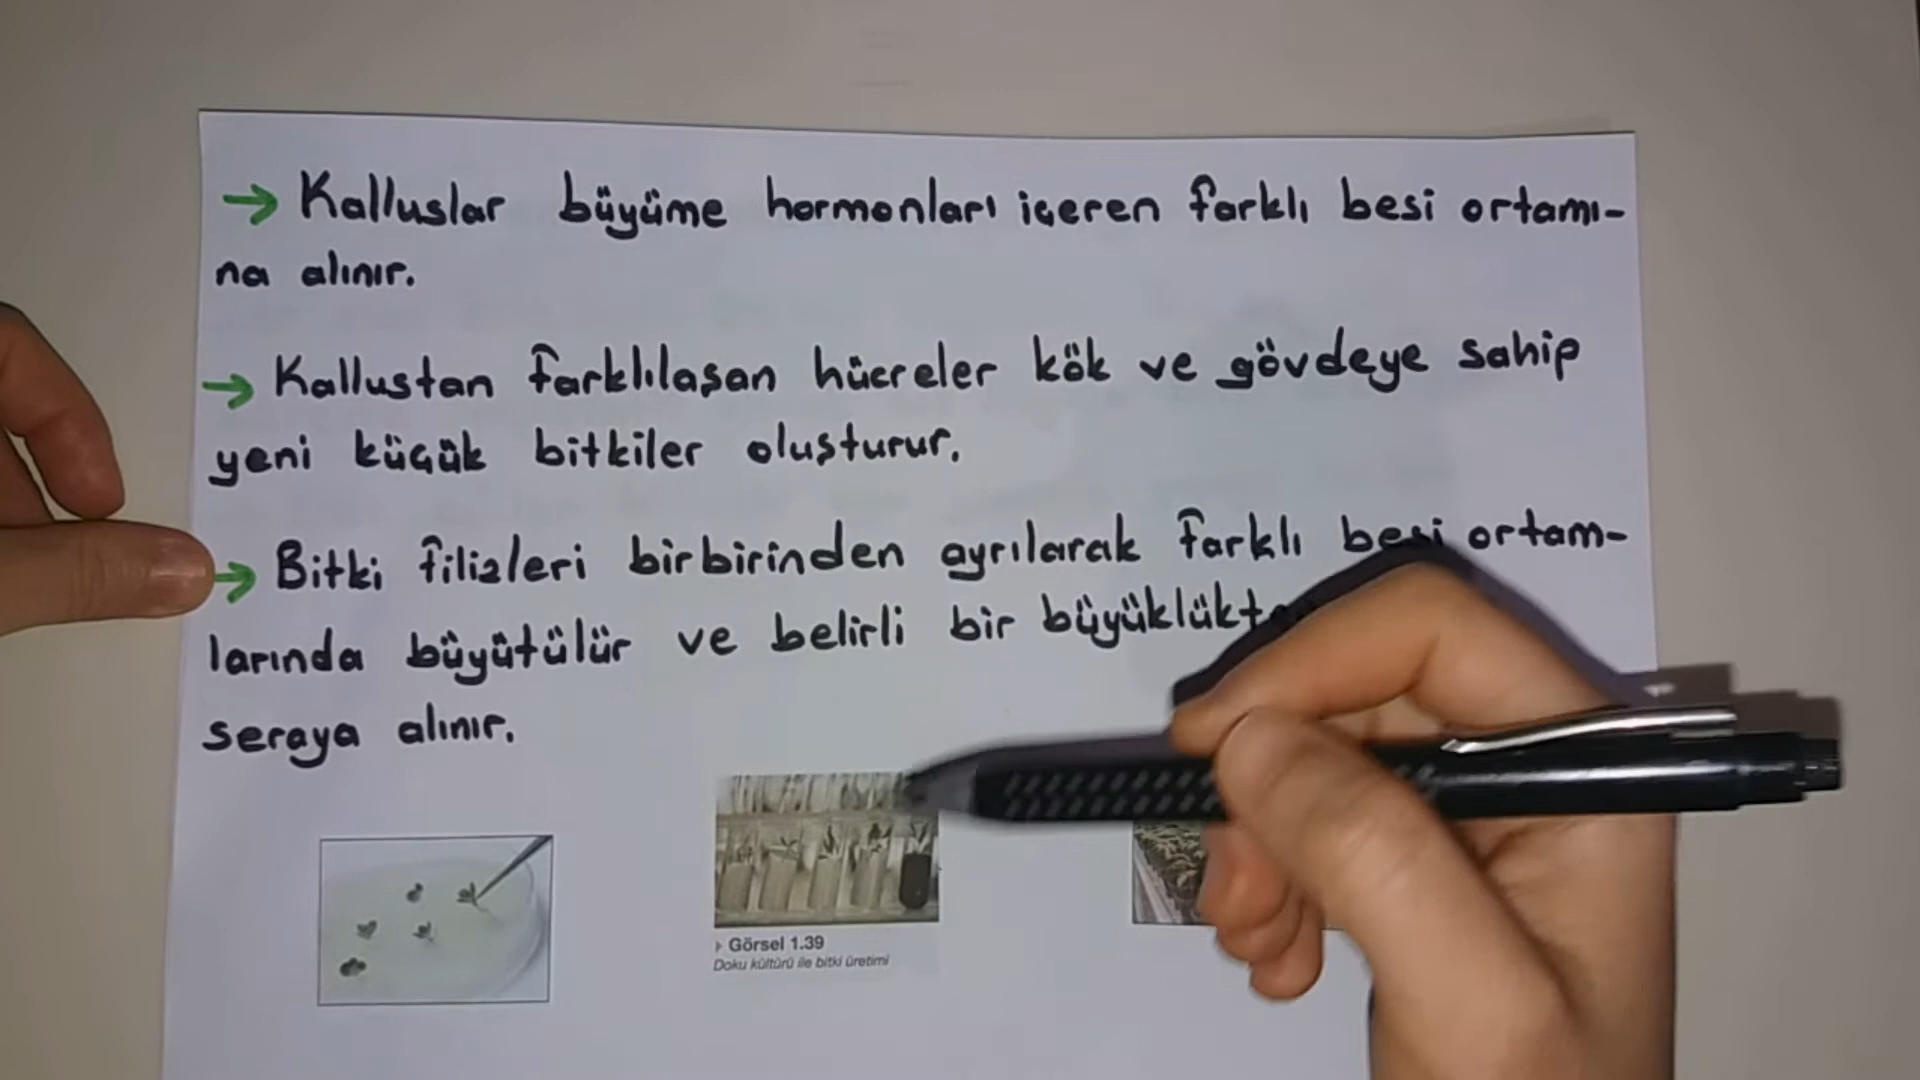 → Kalluslar büyüme hormonları içeren farklı besi ortamı-
na alınır.
→ Kallustan farklılaşan hücreler kök ve gövdeye sahip
yeni küçük bitkiler oluşturur.
→ Bitki filizleri birbirinden ayrılarak farklı besi ortam-
larında büyütülür ve belirli bir
seraya alınır.
Görsel 1.39
Doku kültürü ile bitki üretimi